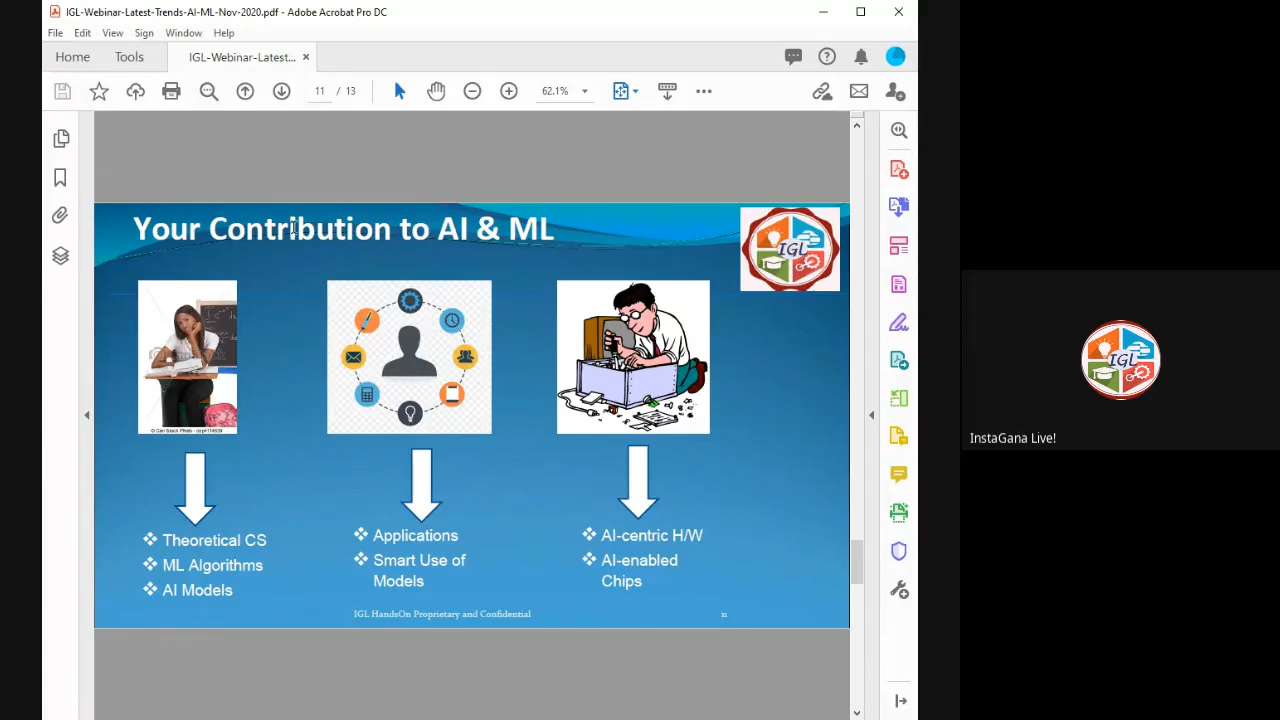 IGL-Webinar-Latest-Trends-AI-ML-Nov-2020.pdf - Adobe Acrobat Pro DC
File Edit View Sign Window Help
Home Tools IGL-Webinar-Latest...
11 / 13 62.1%
Your Contribution to AI & ML
IGL
Theoretical CS
ML Algorithms
AI Models
Applications
Smart Use of
Models
AI-centric H/W
AI-enabled
Chips
IGL HandsOn Proprietary and Confidential
11
IGL
InstaGana Live!